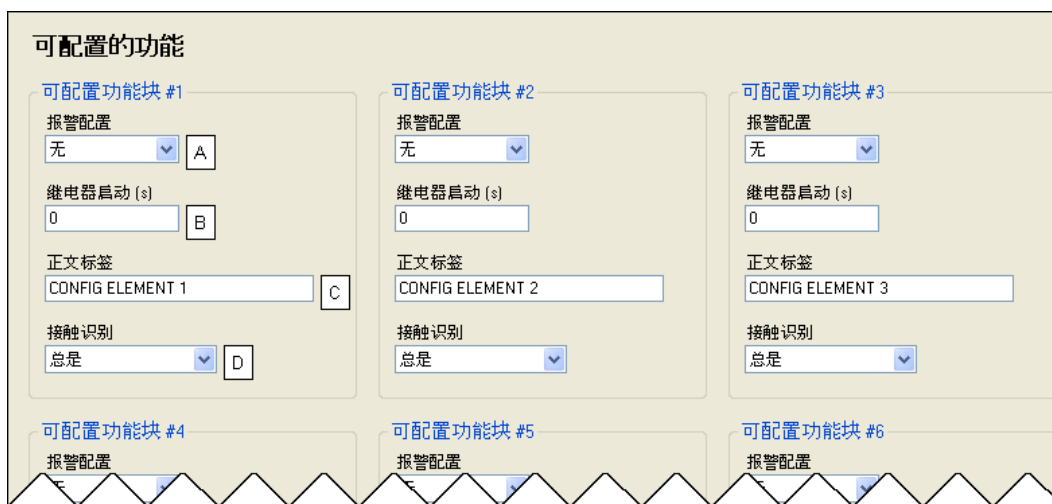 可配置的功能
可配置功能块 #1
报警配置
无
A
继电器启动 (s)
0
B
正文标签
CONFIG ELEMENT 1
C
接触识别
总是
D
可配置功能块 #2
报警配置
无
继电器启动 (s)
0
正文标签
CONFIG ELEMENT 2
接触识别
总是
可配置功能块 #3
报警配置
无
继电器启动 (s)
0
正文标签
CONFIG ELEMENT 3
接触识别
总是
可配置功能块 #4
报警配置
可配置功能块 #5
报警配置
可配置功能块 #6
报警配置